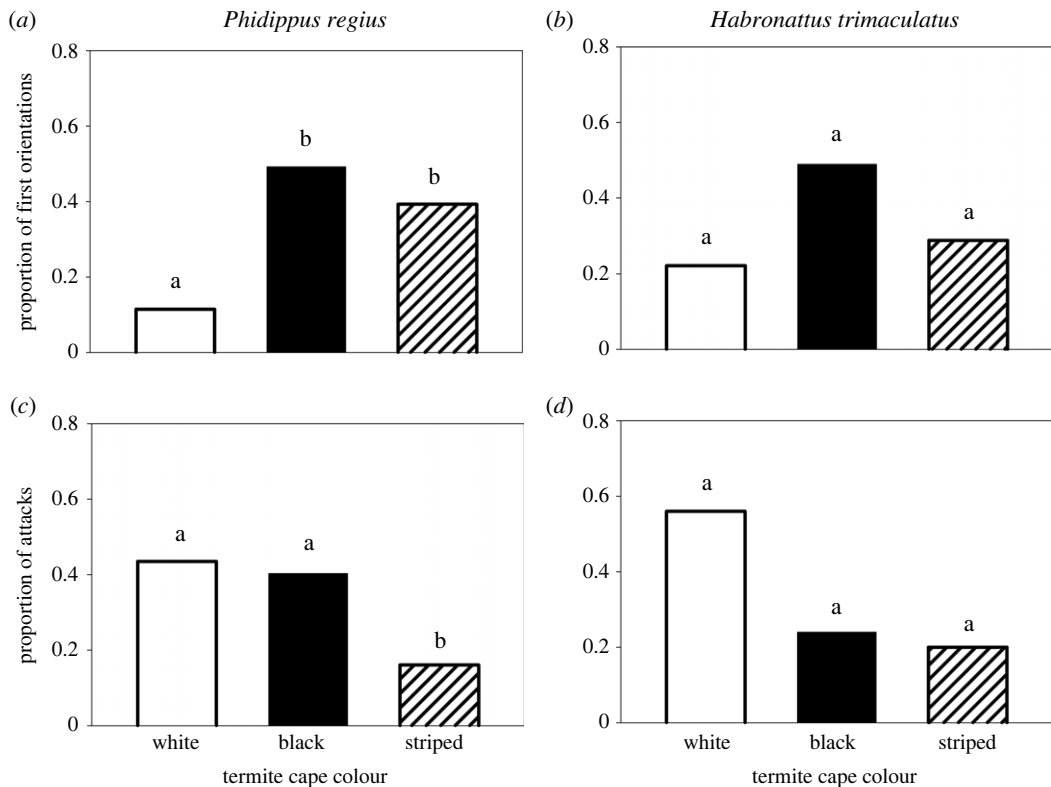 (a) Phidippus regius
(b) Habronattus trimaculatus
proportion of first orientations
0.8
0.6
0.4
0.2
0
a
b
b
0.8
0.6
0.4
0.2
0
a
a
a
(c)
(d)
proportion of attacks
0.8
0.6
0.4
0.2
0
a
a
b
white black striped
termite cape colour
0.8
0.6
0.4
0.2
0
a
a
a
white black striped
termite cape colour